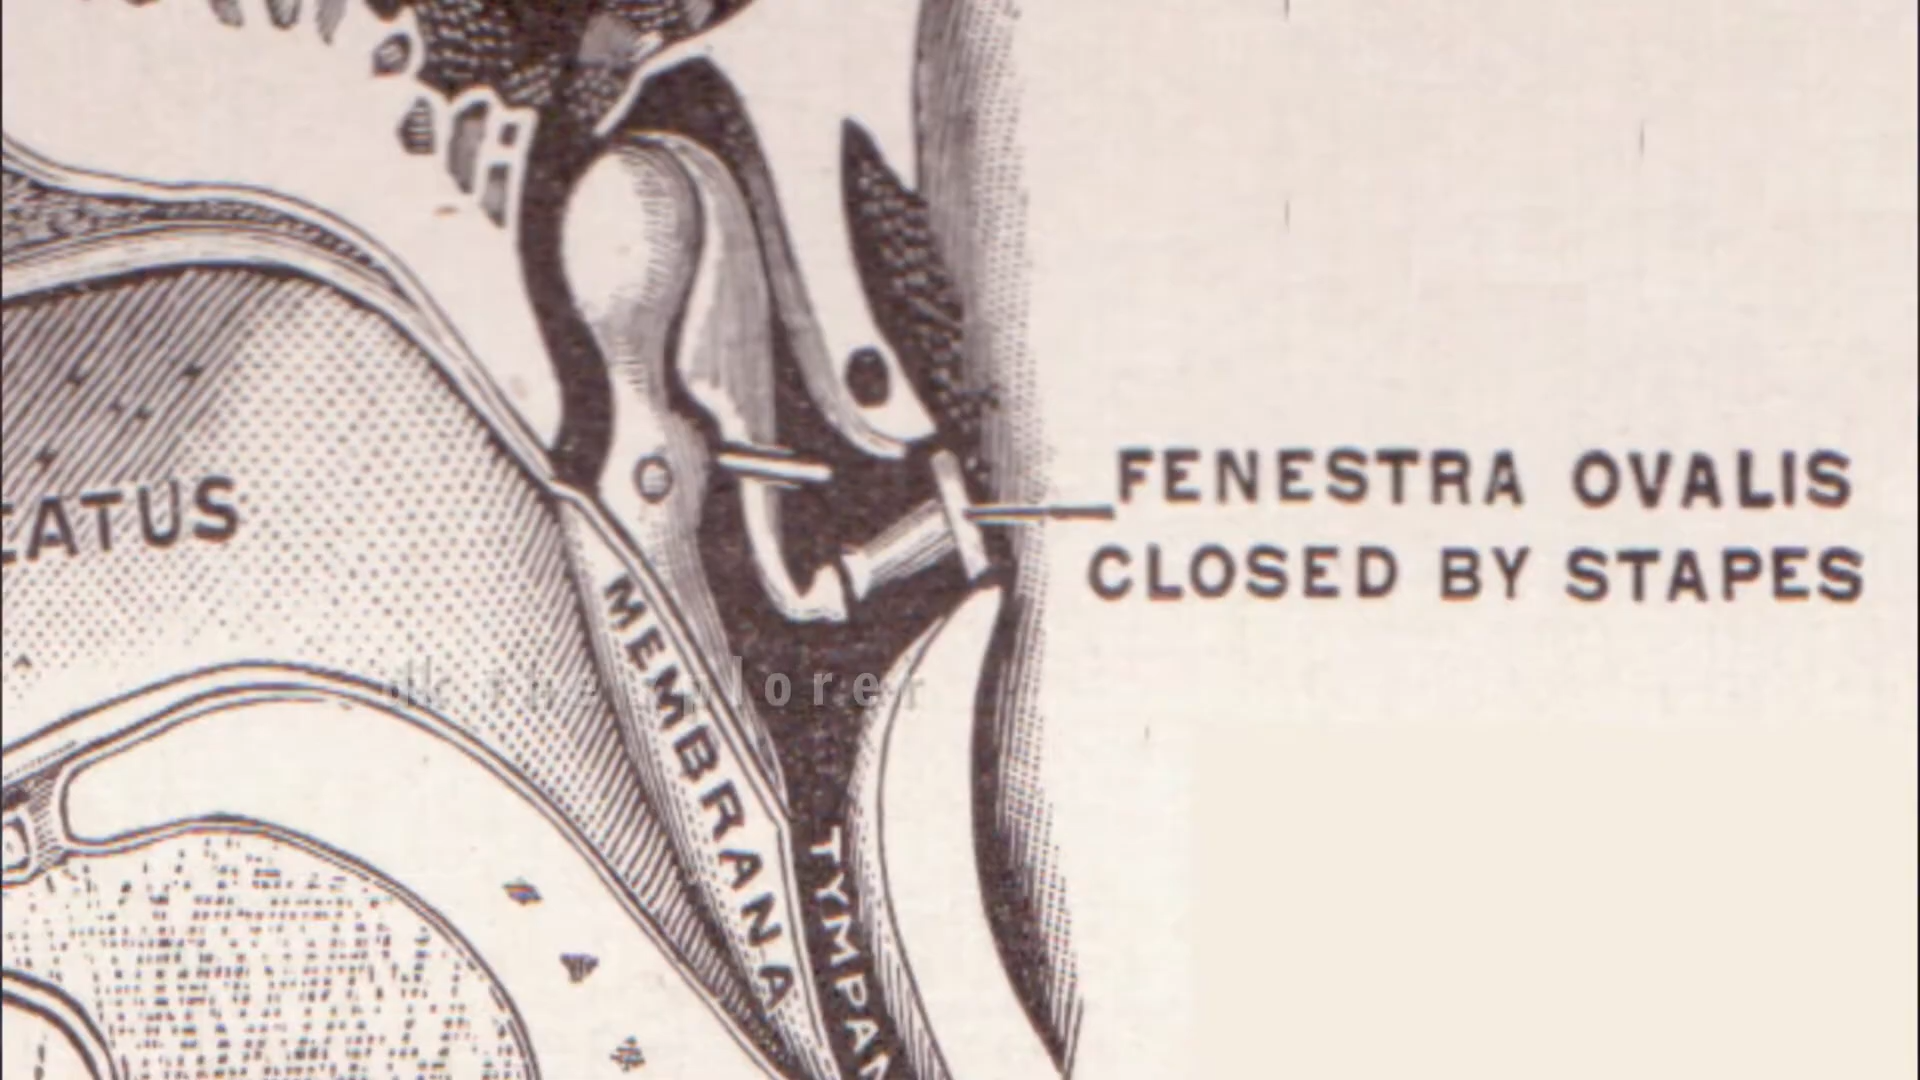 FENESTRA OVALIS
CLOSED BY STAPES
EATUS
MEMBRANA
TYMPAN